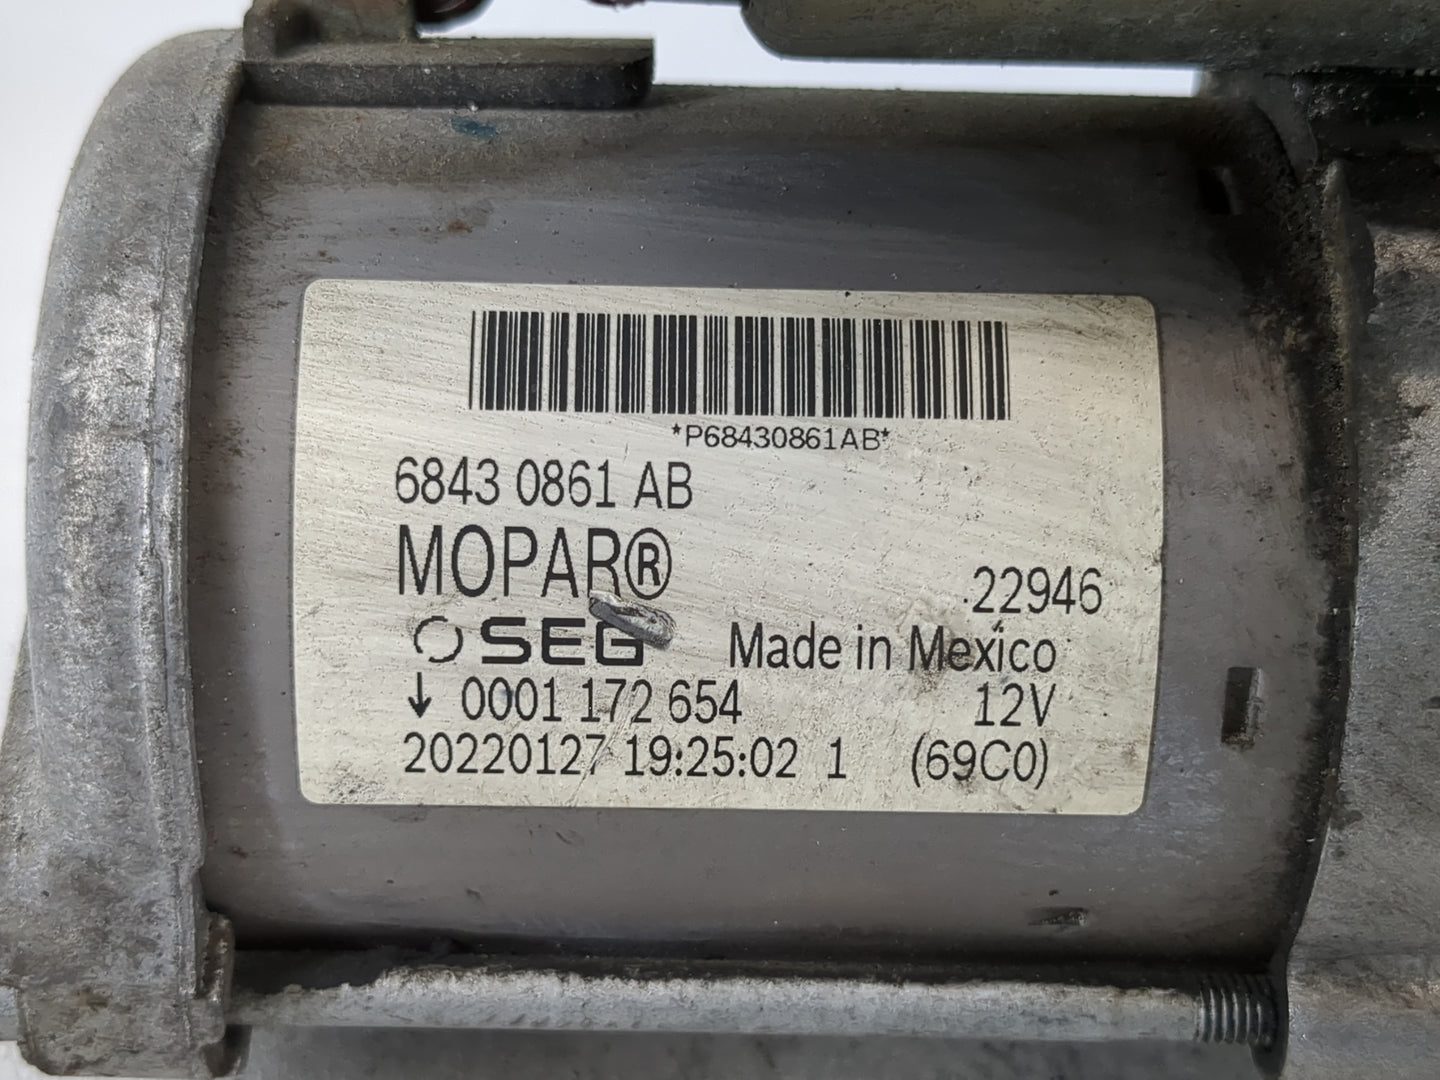 *P68430861AB*
6843 0861 AB
MOPAR®
22946
SEG Made in Mexico
↓ 0001 172 654 12V
20220127 19:25:02 1 (69C0)